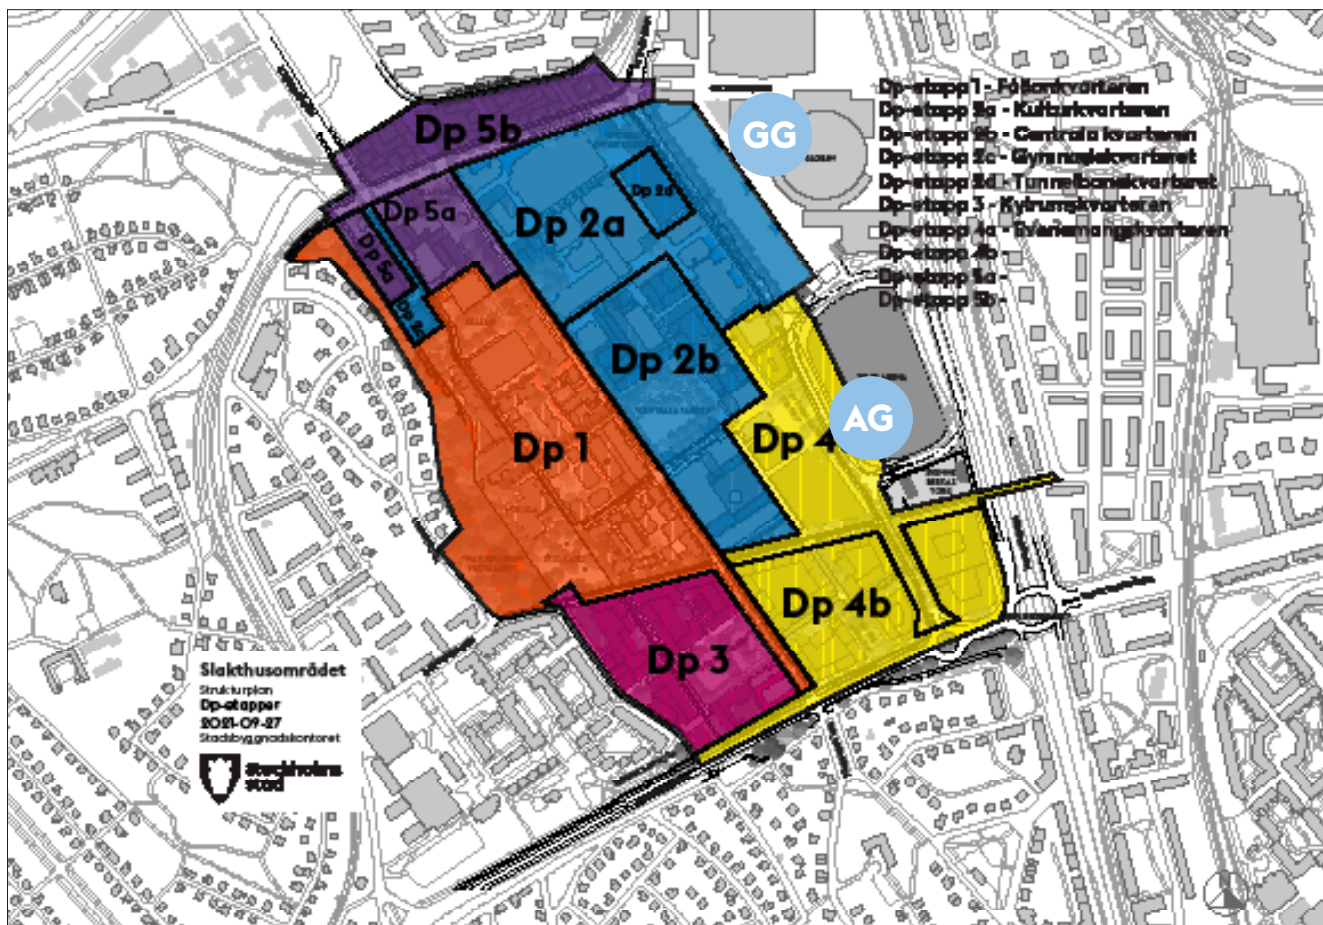 Dp-etapp 1 - Fållankvarteren
Dp-etapp 2a - Kulturkvarteren
Dp-etapp 2b - Centrala kvarteren
Dp-etapp 2c - Gymnasiekvarteret
Dp-etapp 2d - Tunnelbanekvarteret
Dp-etapp 3 - Kylrumskvarteren
Dp-etapp 4a - Evenemangskvarteren
Dp-etapp 4b -
Dp-etapp 5a -
Dp-etapp 5b -
GG
Dp 5b
Dp 2d
Dp 5a
Dp 2a
Dp 5a
Dp 2c
Dp 2b
AG
Dp 4
Dp 1
Dp 4b
Dp 3
Slakthusområdet
Strukturplan
Dp-etapper
2021-09-27
Stadsbyggnadskontoret
Stockholms
stad